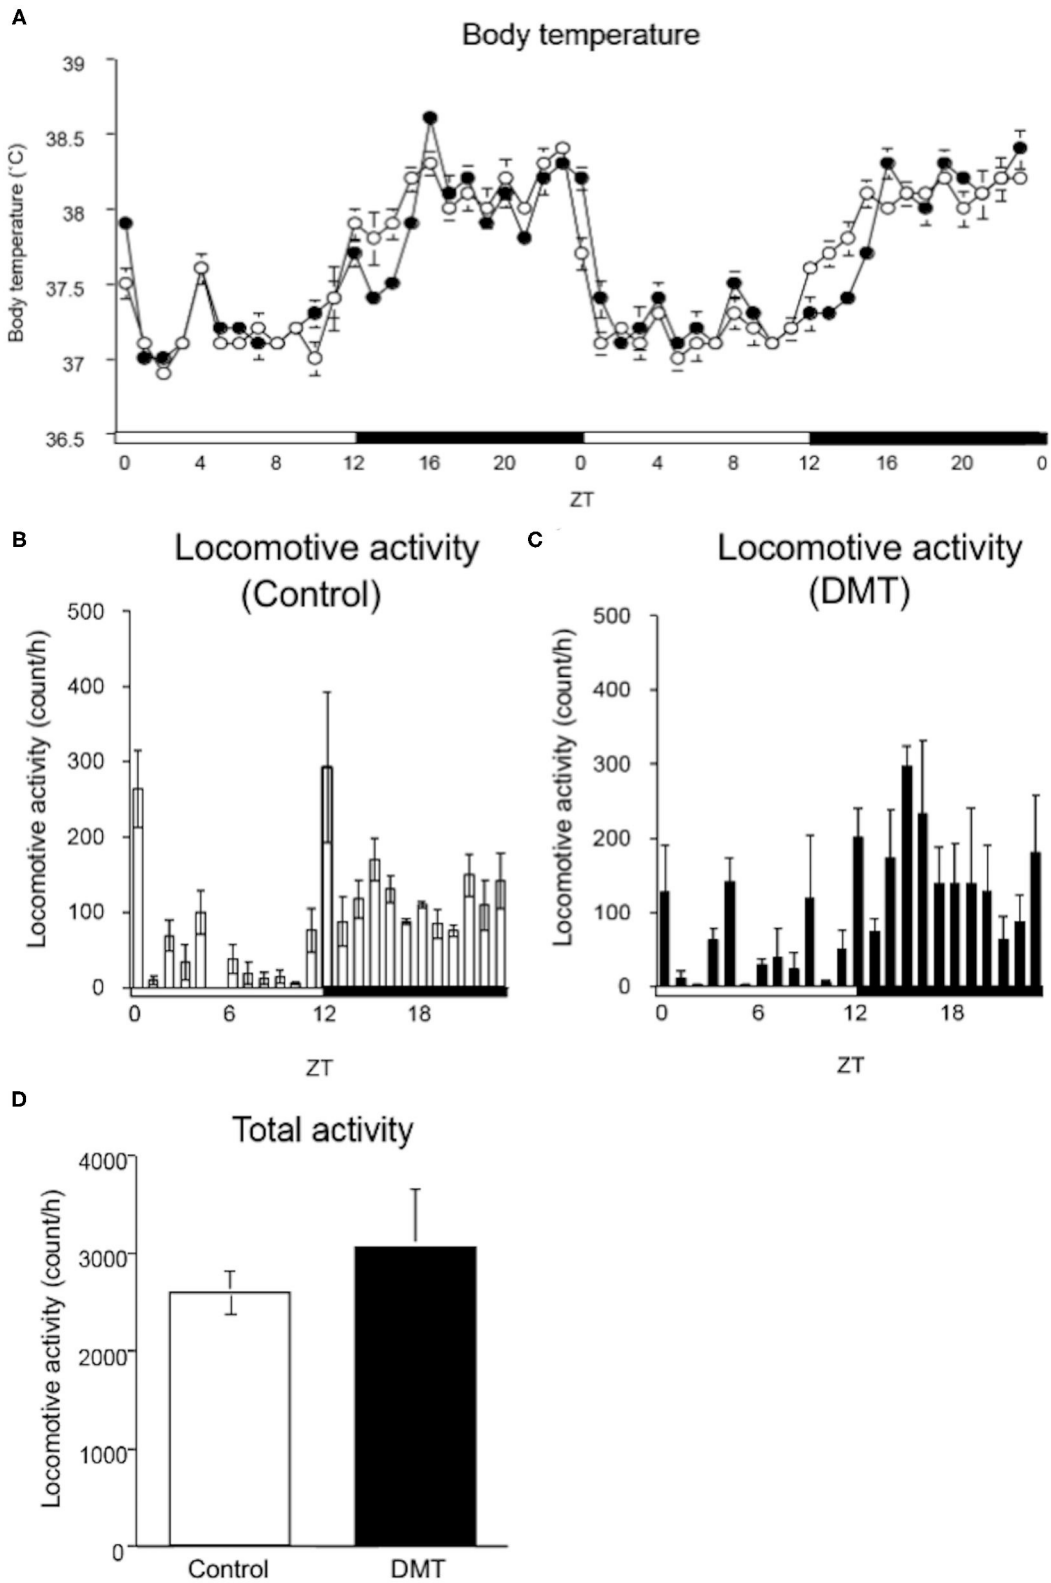 A
Body temperature
39
38.5
38
37.5
37
36.5
Body temperature (°C)
0 4 8 12 16 20 0 4 8 12 16 20 0
ZT
B
Locomotive activity
(Control)
500
400
300
200
100
0
Locomotive activity (count/h)
0 6 12 18
ZT
C
Locomotive activity
(DMT)
500
400
300
200
100
0
Locomotive activity (count/h)
0 6 12 18
ZT
D
Total activity
4000
3000
2000
1000
0
Locomotive activity (count/h)
Control DMT